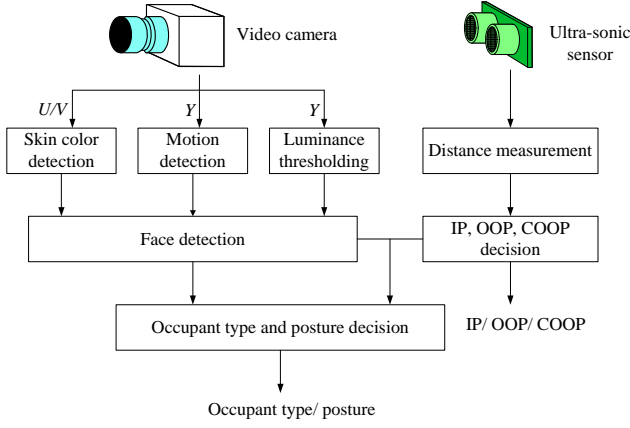 Video camera
Ultra-sonic
sensor
U/V
Y
Y
Skin color
detection
Motion
detection
Luminance
thresholding
Distance measurement
Face detection
IP, OOP, COOP
decision
Occupant type and posture decision
IP/ OOP/ COOP
Occupant type/ posture